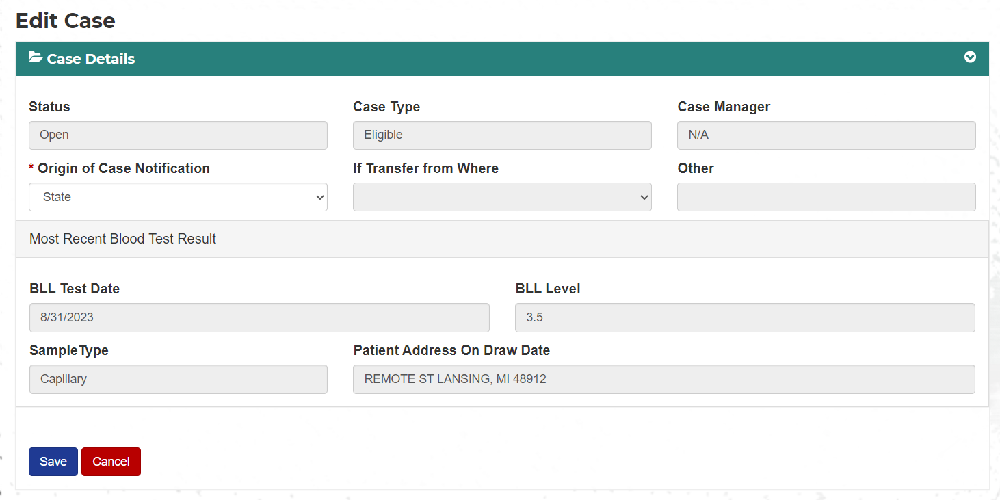 Edit Case
Case Details
Status Case Type Case Manager
Open Eligible N/A
* Origin of Case Notification If Transfer from Where Other
State
Most Recent Blood Test Result
BLL Test Date BLL Level
8/31/2023 3.5
SampleType Patient Address On Draw Date
Capillary REMOTE ST LANSING, MI 48912
Save Cancel